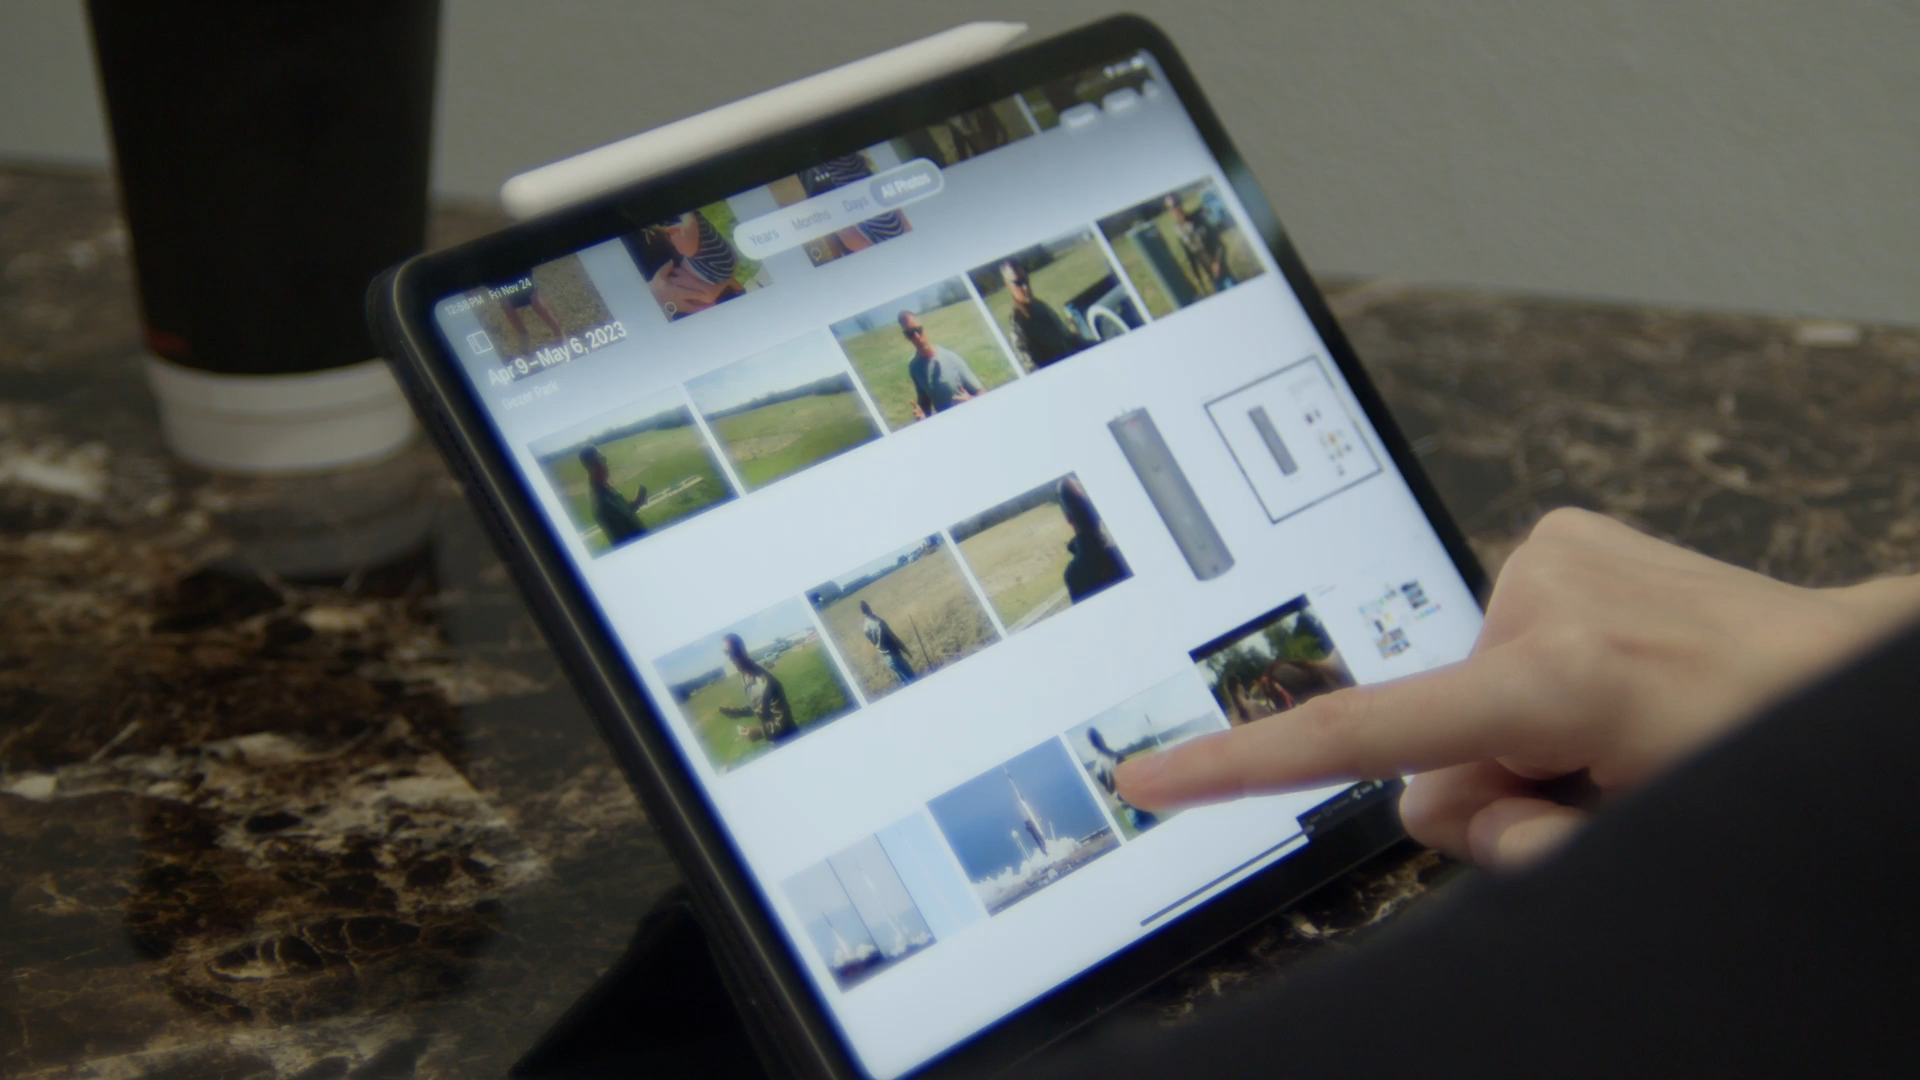 12:58 PM Fri Nov 24
Years Months Days All Photos
Apr 9–May 6, 2023
Gezer Park